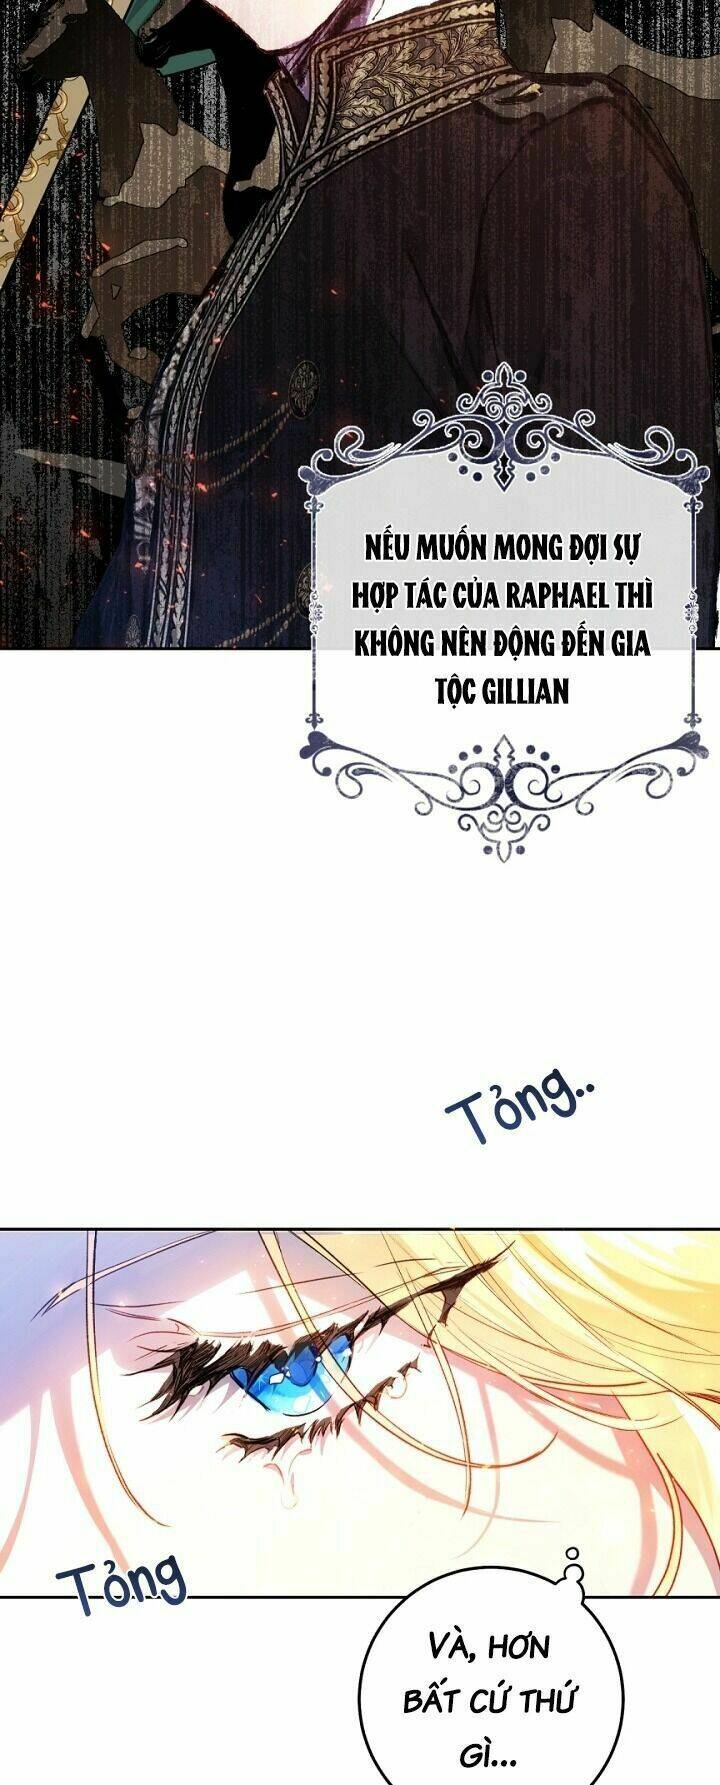 NẾU MUỐN MONG ĐỢI SỰ
HỢP TÁC CỦA RAPHAEL THÌ
KHÔNG NÊN ĐỘNG ĐẾN GIA
TỘC GILLIAN
Tỏng..
Tỏng
VÀ, HƠN
BẤT CỨ THỨ
GÌ...